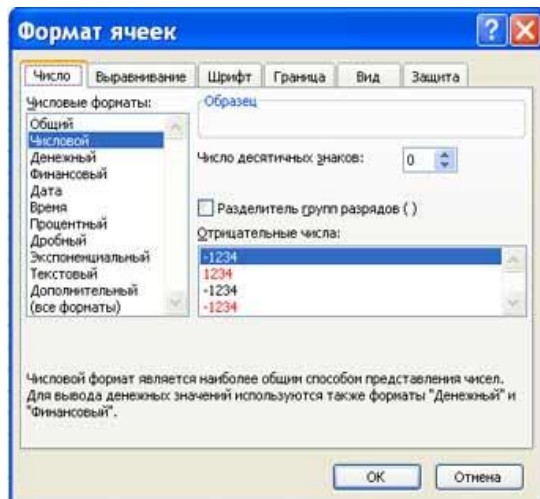 Формат ячеек
Число Выравнивание Шрифт Граница Вид Защита
Числовые форматы:
Общий
Числовой
Денежный
Финансовый
Дата
Время
Процентный
Дробный
Экспоненциальный
Текстовый
Дополнительный
(все форматы)
Образец
Число десятичных знаков: 0
Разделитель групп разрядов ( )
Отрицательные числа:
-1234
1234
-1234
-1234
Числовой формат является наиболее общим способом представления чисел.
Для вывода денежных значений используются также форматы "Денежный" и
"Финансовый".
ОК Отмена